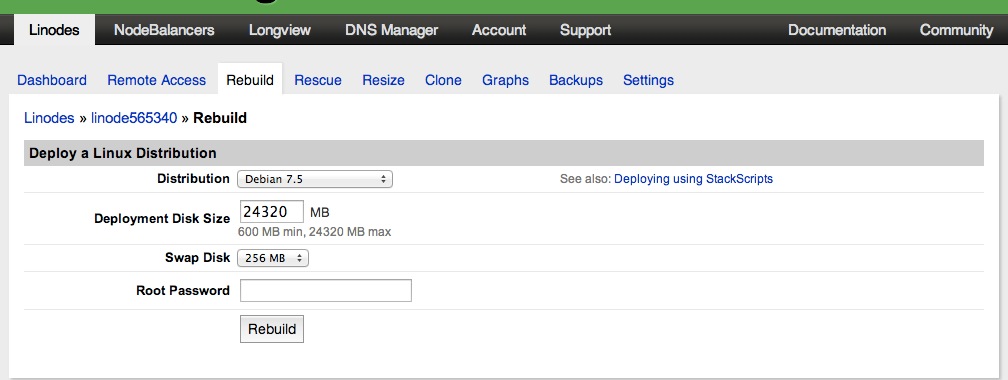 Linodes NodeBalancers Longview DNS Manager Account Support Documentation Community
Dashboard Remote Access Rebuild Rescue Resize Clone Graphs Backups Settings
Linodes » linode565340 » Rebuild
Deploy a Linux Distribution
Distribution Debian 7.5 See also: Deploying using StackScripts
Deployment Disk Size 24320 MB
600 MB min, 24320 MB max
Swap Disk 256 MB
Root Password
Rebuild